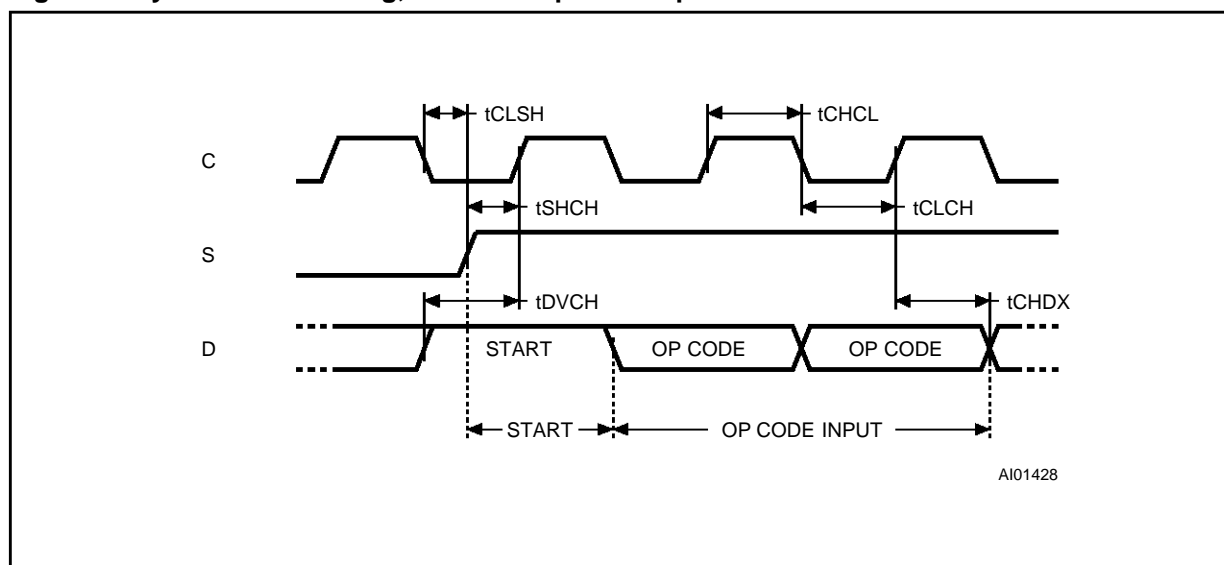 tCLSH
tCHCL
C
tSHCH
tCLCH
S
tDVCH
tCHDX
D
START
OP CODE
OP CODE
START
OP CODE INPUT
AI01428